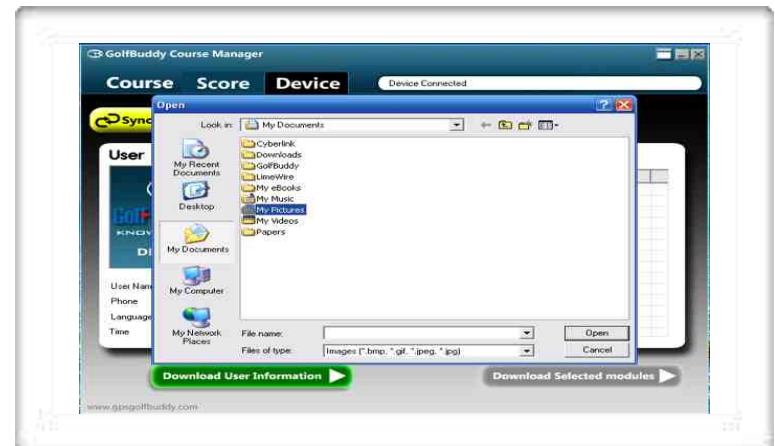 GolfBuddy Course Manager
Course Score Device Device Connected
Open
Sync
Look in: My Documents
User
My Recent Documents
Desktop
My Documents
My Computer
My Network Places
Cyberlink
Downloads
GolfBuddy
LimeWire
My eBooks
My Music
My Pictures
My Videos
Papers
User Nam
Phone
Language
Time
File name: Open
Files of type: Images (*.bmp, *.gif, *.jpeg, *.jpg) Cancel
Download User Information
Download Selected modules
www.gpsgolfbuddy.com